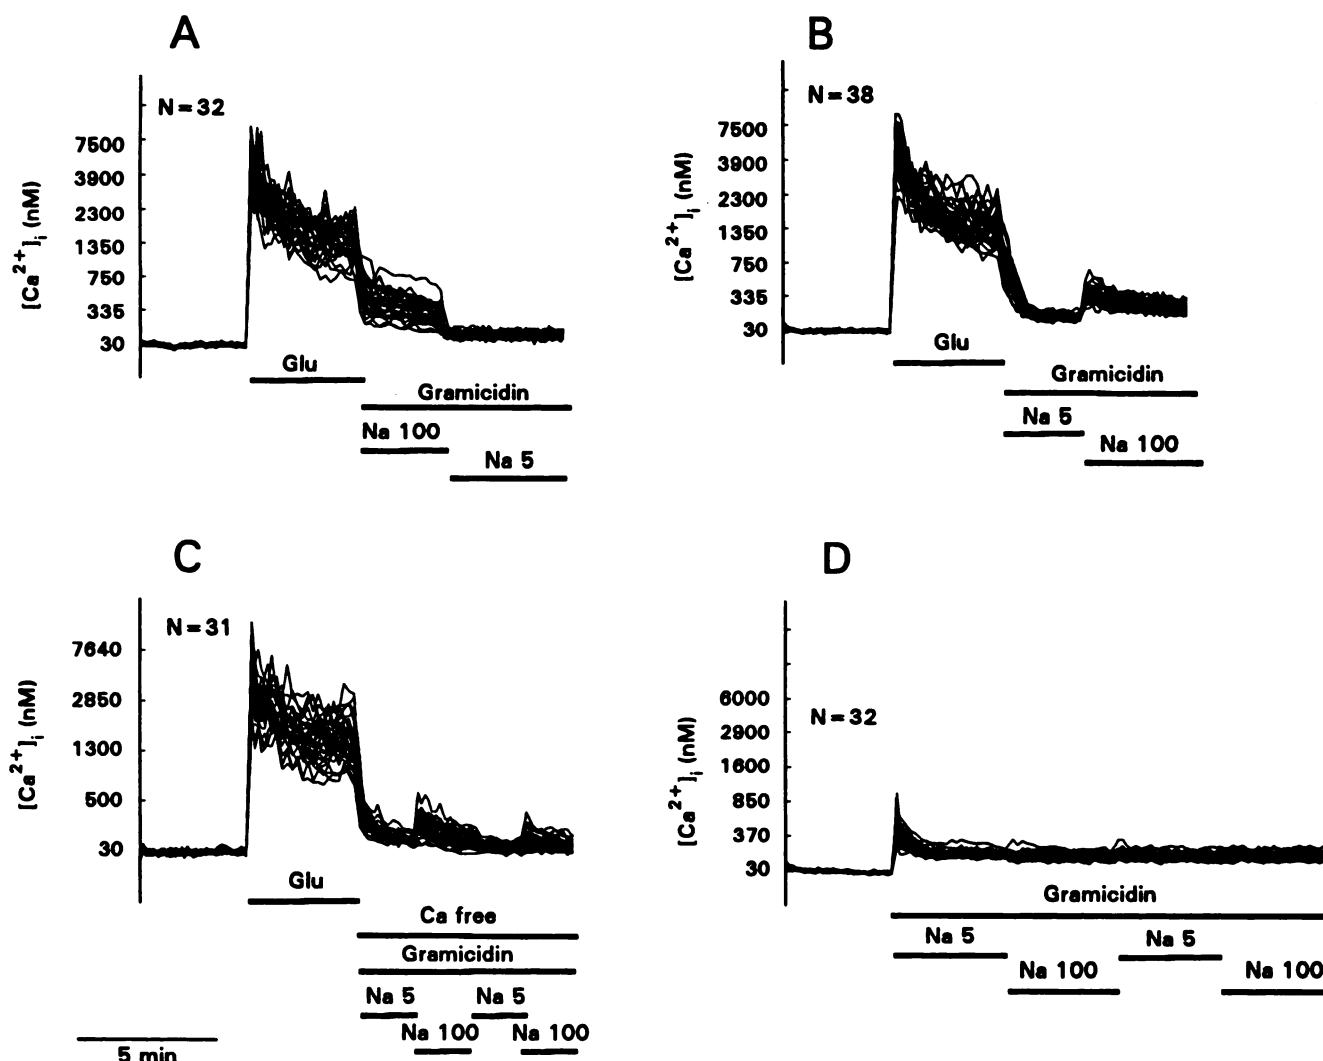 A
N=32
7500
3900
2300
1350
750
335
30
[Ca2+]i (nM)
Glu
Gramicidin
Na 100
Na 5
B
N=38
7500
3900
2300
1350
750
335
30
[Ca2+]i (nM)
Glu
Gramicidin
Na 5
Na 100
C
N=31
7640
2850
1300
500
30
[Ca2+]i (nM)
Glu
Ca free
Gramicidin
Na 5 Na 5
Na 100 Na 100
5 min
D
N=32
6000
2900
1600
850
370
30
[Ca2+]i (nM)
Gramicidin
Na 5 Na 5
Na 100 Na 100